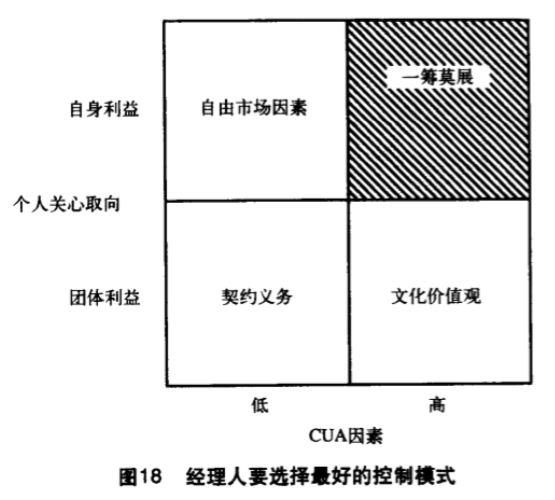 一筹莫展
自身利益
自由市场因素
个人关心取向
团体利益
契约义务
文化价值观
低
高
CUA因素
图18 经理人要选择最好的控制模式